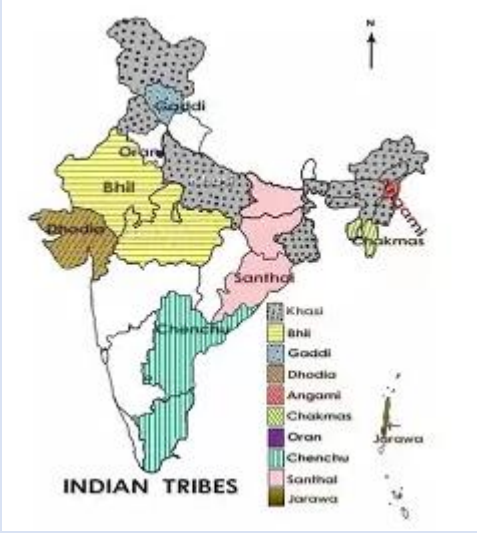 N
Gaddi
Oran
Bhil
Dhodia
Angami
Chakmas
Santhal
Chenchu
Khasi
Bhil
Gaddi
Dhodia
Angami
Chakmas
Oran
Chenchu
Santhal
Jarawa
Jarawa
INDIAN TRIBES